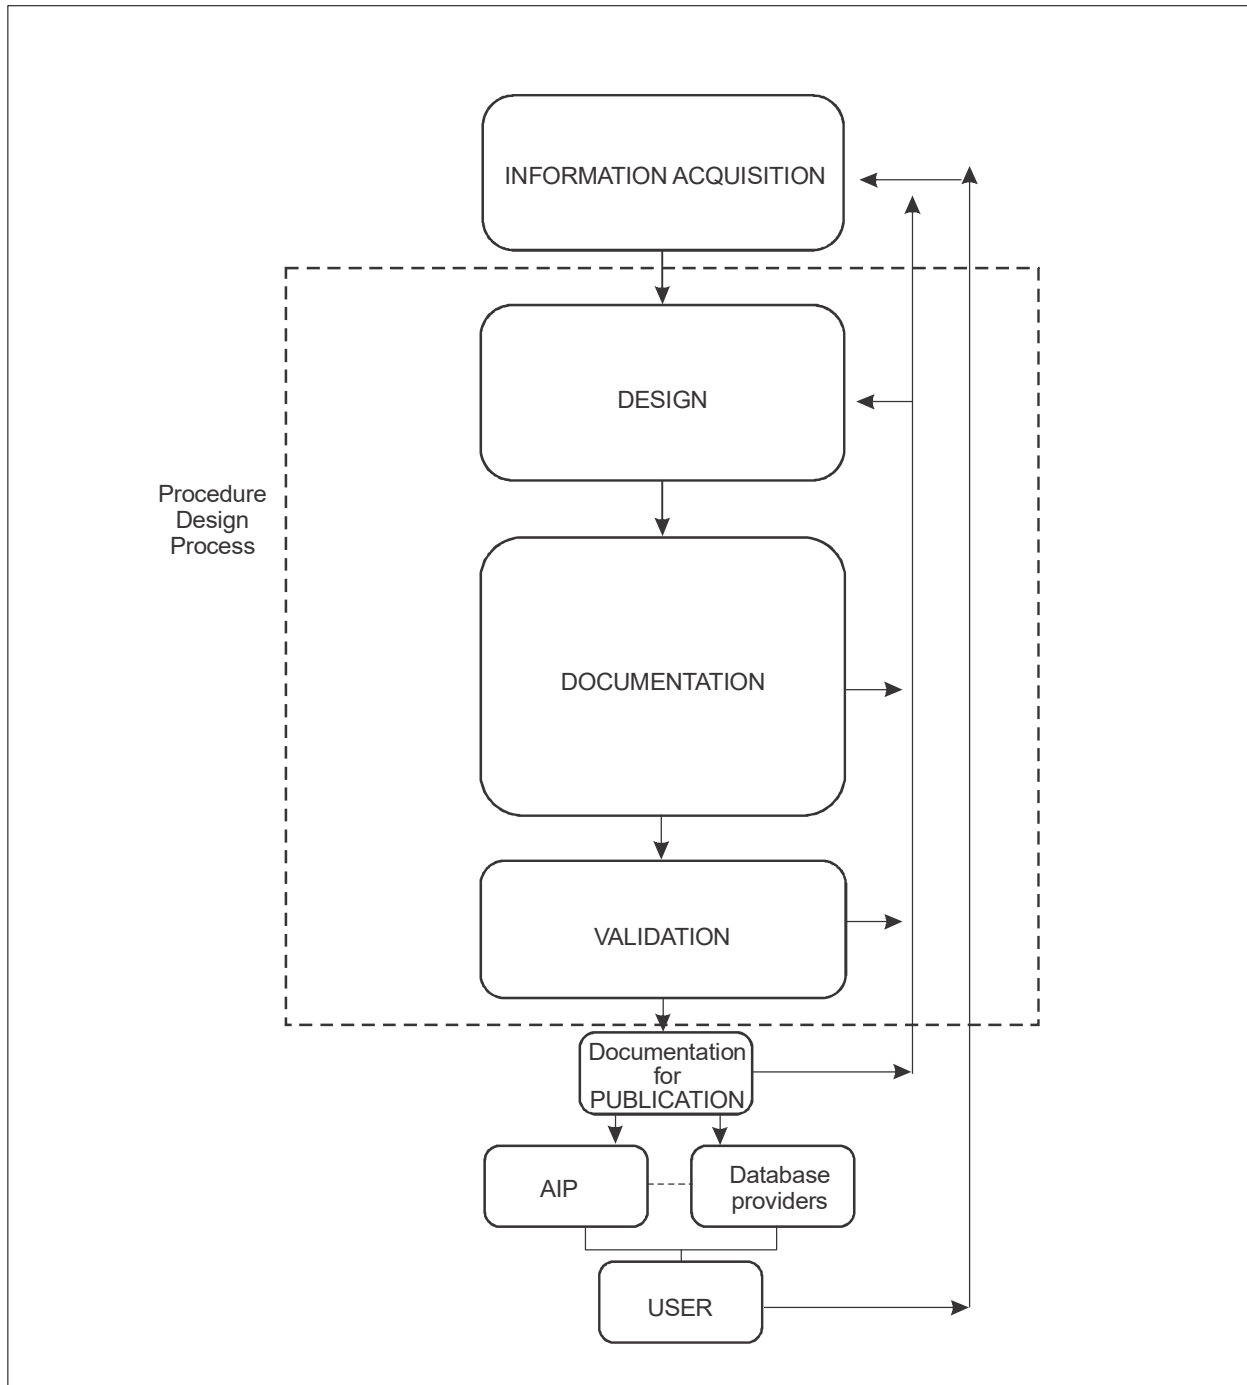 INFORMATION ACQUISITION
DESIGN
Procedure
Design
Process
DOCUMENTATION
VALIDATION
Documentation
for
PUBLICATION
AIP
Database
providers
USER